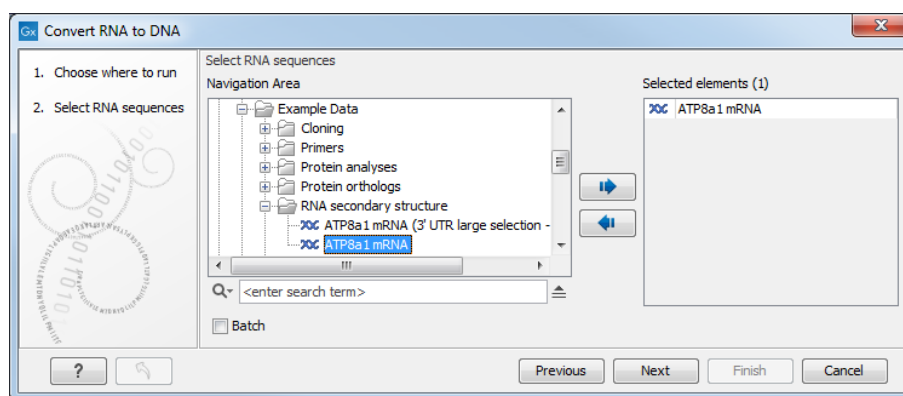 Gx Convert RNA to DNA
1. Choose where to run
2. Select RNA sequences
Select RNA sequences
Navigation Area
Example Data
Cloning
Primers
Protein analyses
Protein orthologs
RNA secondary structure
ATP8a1 mRNA (3' UTR large selection -
ATP8a1 mRNA
<enter search term>
Batch
Selected elements (1)
ATP8a1 mRNA
?
Previous
Next
Finish
Cancel